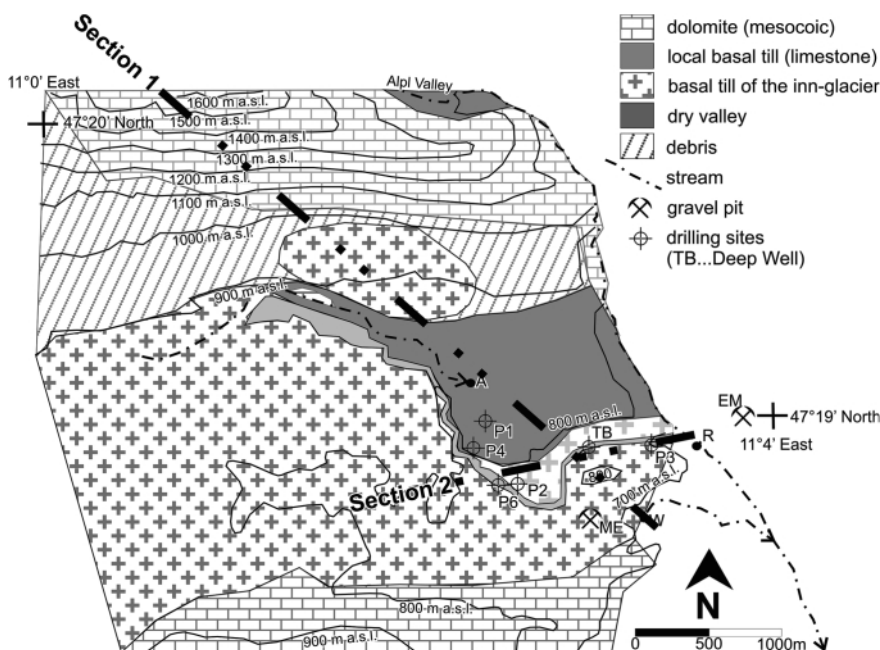 Section 1
11°0' East
Alpl Valley
47°20' North
1600 m a.s.l.
1500 m a.s.l.
1400 m a.s.l.
1300 m a.s.l.
1200 m a.s.l.
1100 m a.s.l.
1000 m a.s.l.
900 m a.s.l.
dolomite (mesocoic)
local basal till (limestone)
basal till of the inn-glacier
dry valley
debris
stream
gravel pit
drilling sites
(TB...Deep Well)
A
P1
P4
800 m a.s.l.
TB
P3
R
EM
47°19' North
11°4' East
Section 2
P6
P2
800
700 m a.s.l.
ME
W
800 m a.s.l.
900 m a.s.l.
N
0 500 1000m